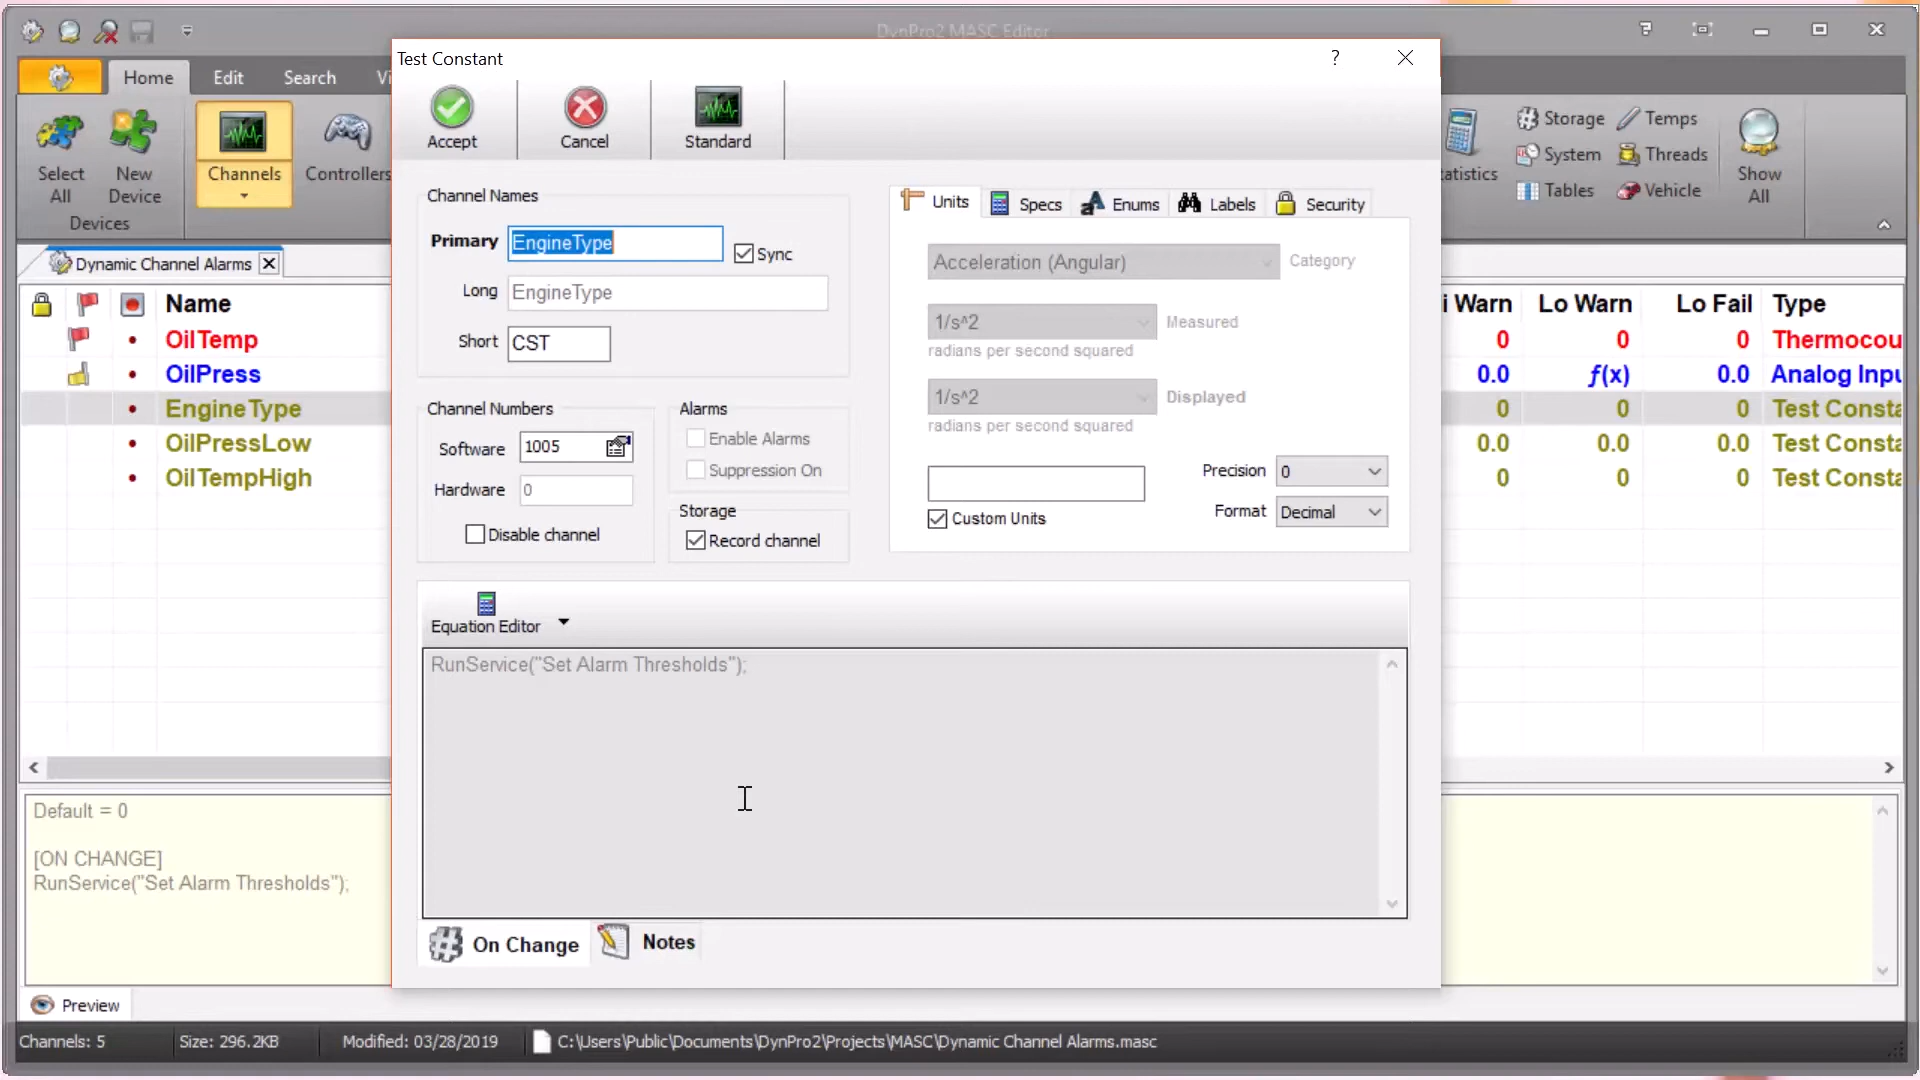 DynPro2 MASC Editor
Test Constant
Home Edit Search
Accept Cancel Standard
Select All
New Device
Channels
Controllers
Devices
Storage Temps
System Threads
Tables Vehicle
Show All
Dynamic Channel Alarms
Name
Lo Warn Lo Fail Type
OilTemp 0 0 0
OilPress 0.0 f(x) 0.0 Analog
EngineType 0 0 0 Test
OilPressLow 0.0 0.0 0.0 Test
OilTempHigh 0 0 0 Test
Channel Names
Primary EngineType Sync
Long EngineType
Short CST
Channel Numbers
Software 1005
Hardware 0
Disable channel
Alarms
Enable Alarms
Suppression On
Storage
Record channel
Units Specs Enums Labels Security
Acceleration (Angular) Category
1/s^2 Measured
radians per second squared
1/s^2 Displayed
radians per second squared
Custom Units
Precision 0
Format Decimal
Equation Editor
RunService("Set Alarm Thresholds");
On Change Notes
Default = 0
[ON CHANGE]
RunService("Set Alarm Thresholds");
Preview
Channels: 5 Size: 296.2KB Modified: 03/28/2019 C:\Users\Public\Documents\DynPro2\Projects\MASC\Dynamic Channel Alarms.masc